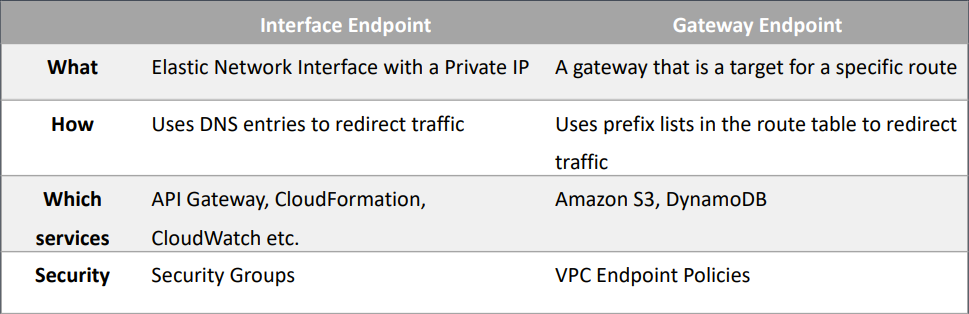 Interface Endpoint Gateway Endpoint
What Elastic Network Interface with a Private IP A gateway that is a target for a specific route
How Uses DNS entries to redirect traffic Uses prefix lists in the route table to redirect
traffic
Which API Gateway, CloudFormation, Amazon S3, DynamoDB
services CloudWatch etc.
Security Security Groups VPC Endpoint Policies